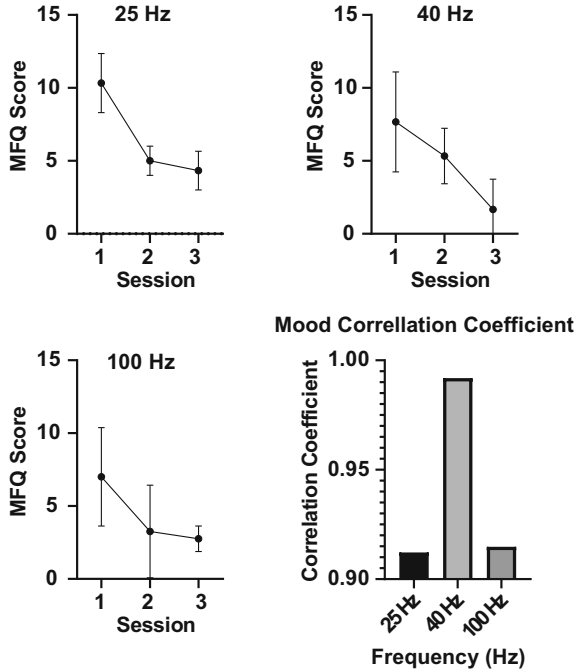 25 Hz
15
10
5
0
MFQ Score
1 2 3
Session
40 Hz
15
10
5
0
MFQ Score
1 2 3
Session
100 Hz
15
10
5
0
MFQ Score
1 2 3
Session
Mood Correllation Coefficient
1.00
0.95
0.90
Correlation Coefficient
25 Hz
40 Hz
100 Hz
Frequency (Hz)